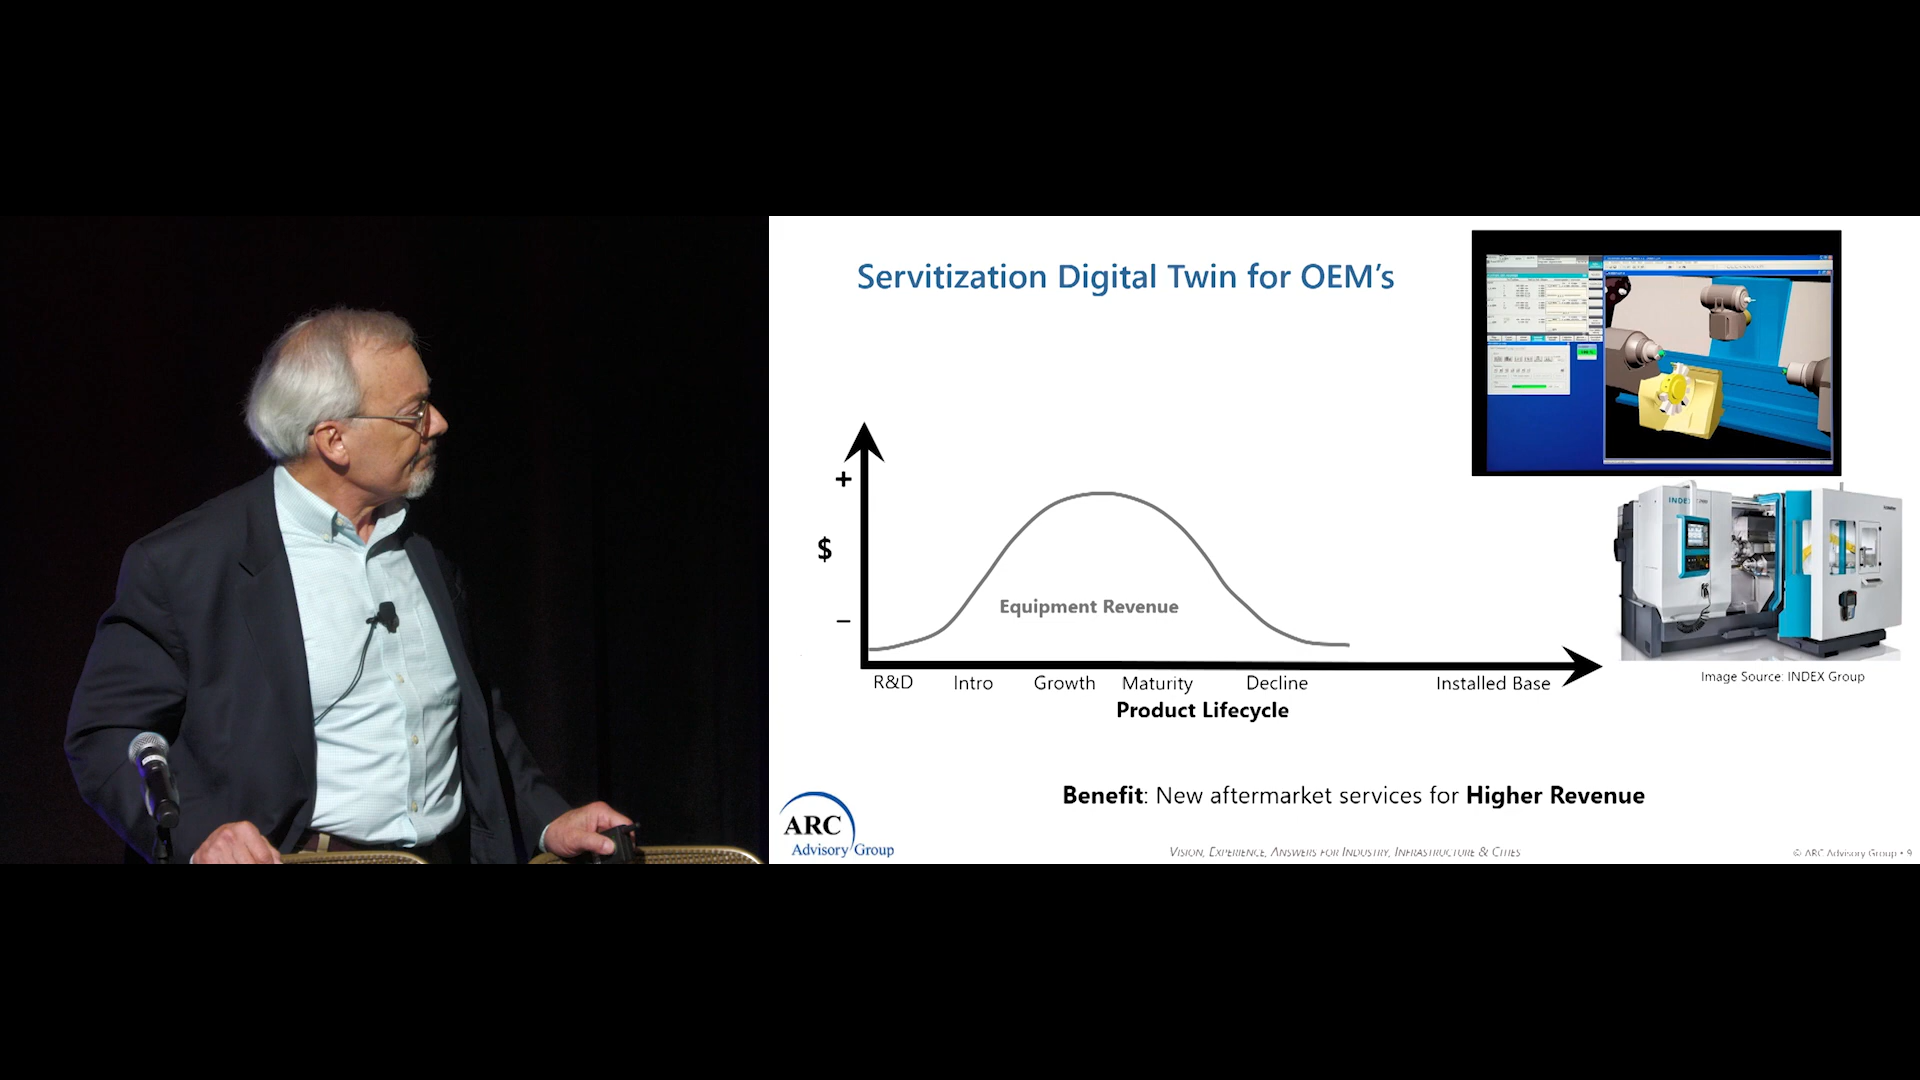 Servitization Digital Twin for OEM's
+
$
–
Equipment Revenue
R&D Intro Growth Maturity Decline Installed Base
Product Lifecycle
INDEX
Image Source: INDEX Group
Benefit: New aftermarket services for Higher Revenue
ARC
Advisory Group
Vision, Experience, Answers for Industry, Infrastructure & Cities
© ARC Advisory Group • 9